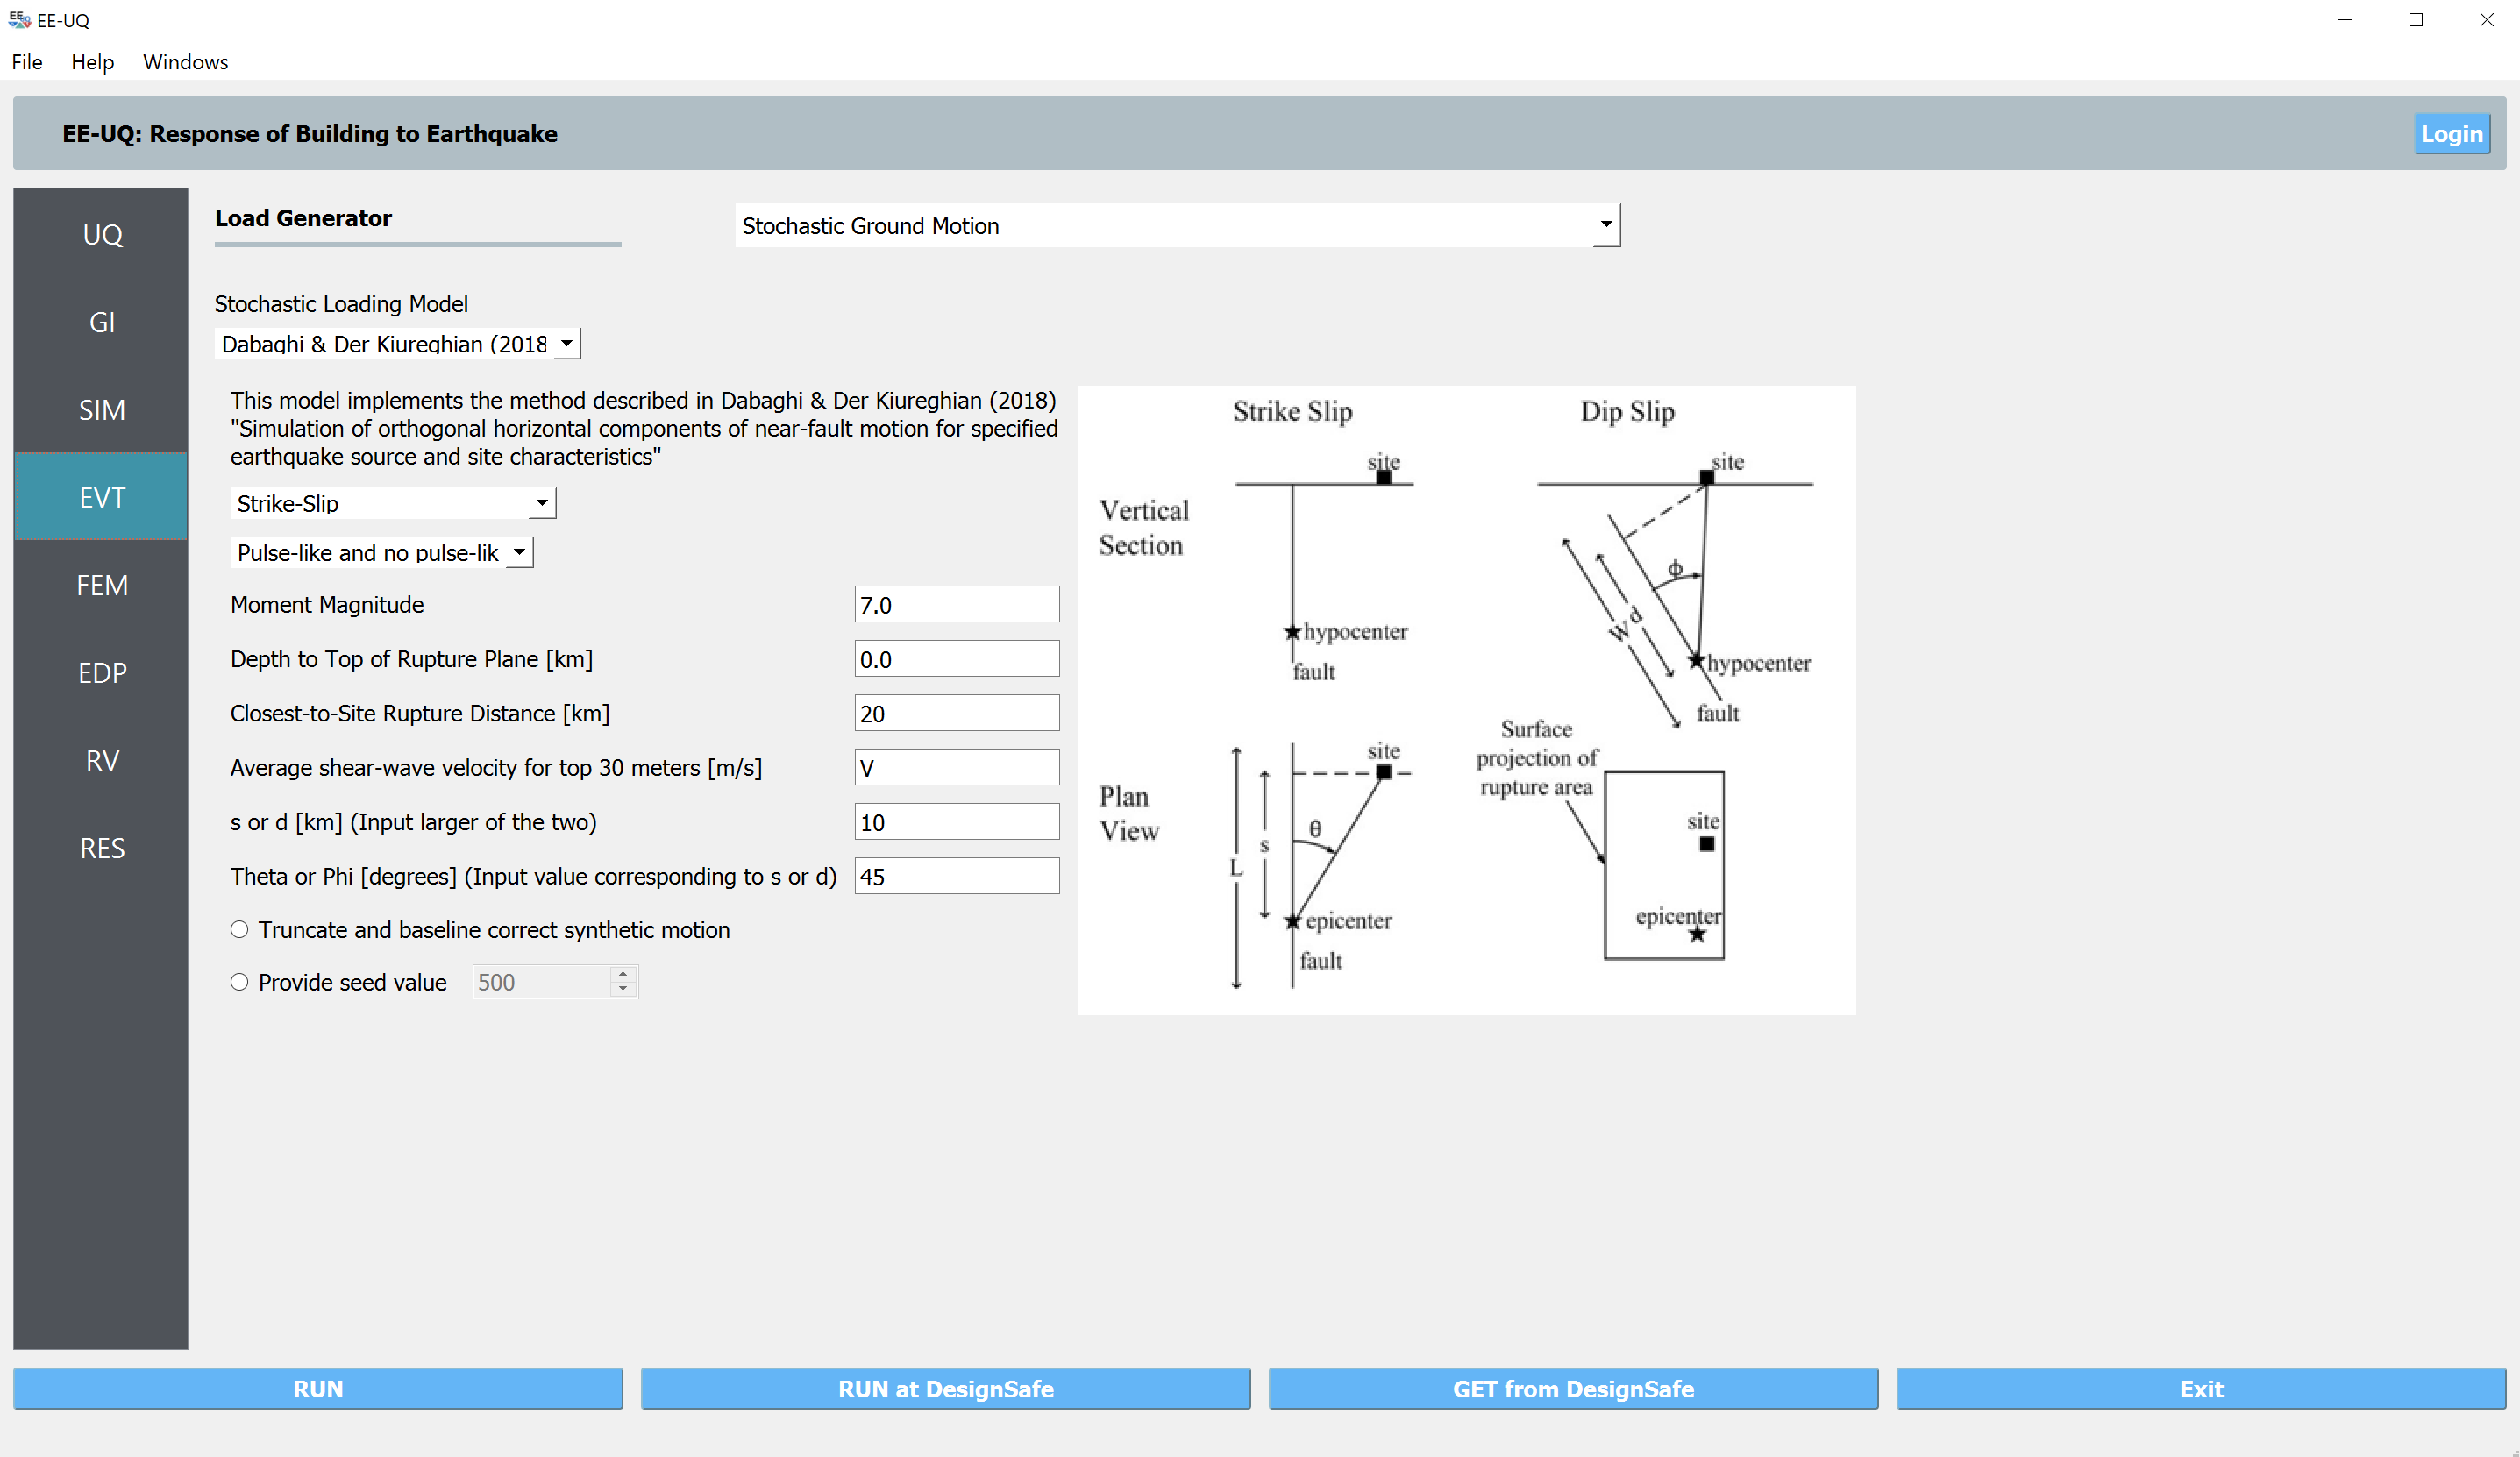 EE-UQ
File Help Windows
EE-UQ: Response of Building to Earthquake
Login
UQ
GI
SIM
EVT
FEM
EDP
RV
RES
Load Generator
Stochastic Ground Motion
Stochastic Loading Model
Dabaghi & Der Kiureghian (2018
This model implements the method described in Dabaghi & Der Kiureghian (2018)
"Simulation of orthogonal horizontal components of near-fault motion for specified
earthquake source and site characteristics"
Strike-Slip
Pulse-like and no pulse-lik
Moment Magnitude 7.0
Depth to Top of Rupture Plane [km] 0.0
Closest-to-Site Rupture Distance [km] 20
Average shear-wave velocity for top 30 meters [m/s] V
s or d [km] (Input larger of the two) 10
Theta or Phi [degrees] (Input value corresponding to s or d) 45
Truncate and baseline correct synthetic motion
Provide seed value 500
Strike Slip
Dip Slip
Vertical
Section
site
hypocenter
fault
site
ϕ
W
d
hypocenter
fault
Plan
View
site
θ
s
L
epicenter
fault
Surface
projection of
rupture area
site
epicenter
RUN
RUN at DesignSafe
GET from DesignSafe
Exit